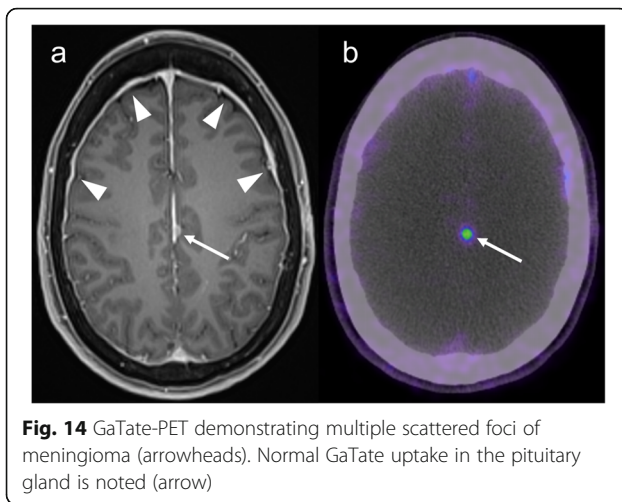 a
b
Fig. 14 GaTate-PET demonstrating multiple scattered foci of
meningioma (arrowheads). Normal GaTate uptake in the pituitary
gland is noted (arrow)